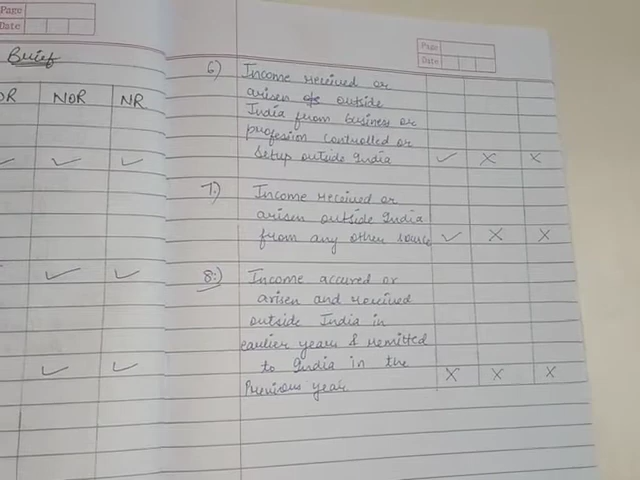 Page
Date
Brief
OR NOR NR
✓ ✓ ✓
✓ ✓
✓ ✓
Page
Date
6) Income received or
arisen outside
India from business or
profession controlled or
Setup outside India ✓ × ×
7.) Income received or
arisen outside India
from any other source ✓ × ×
8.) Income accured or
arisen and received
outside India in
earlier years & remitted
to India in the
Previous year × × ×